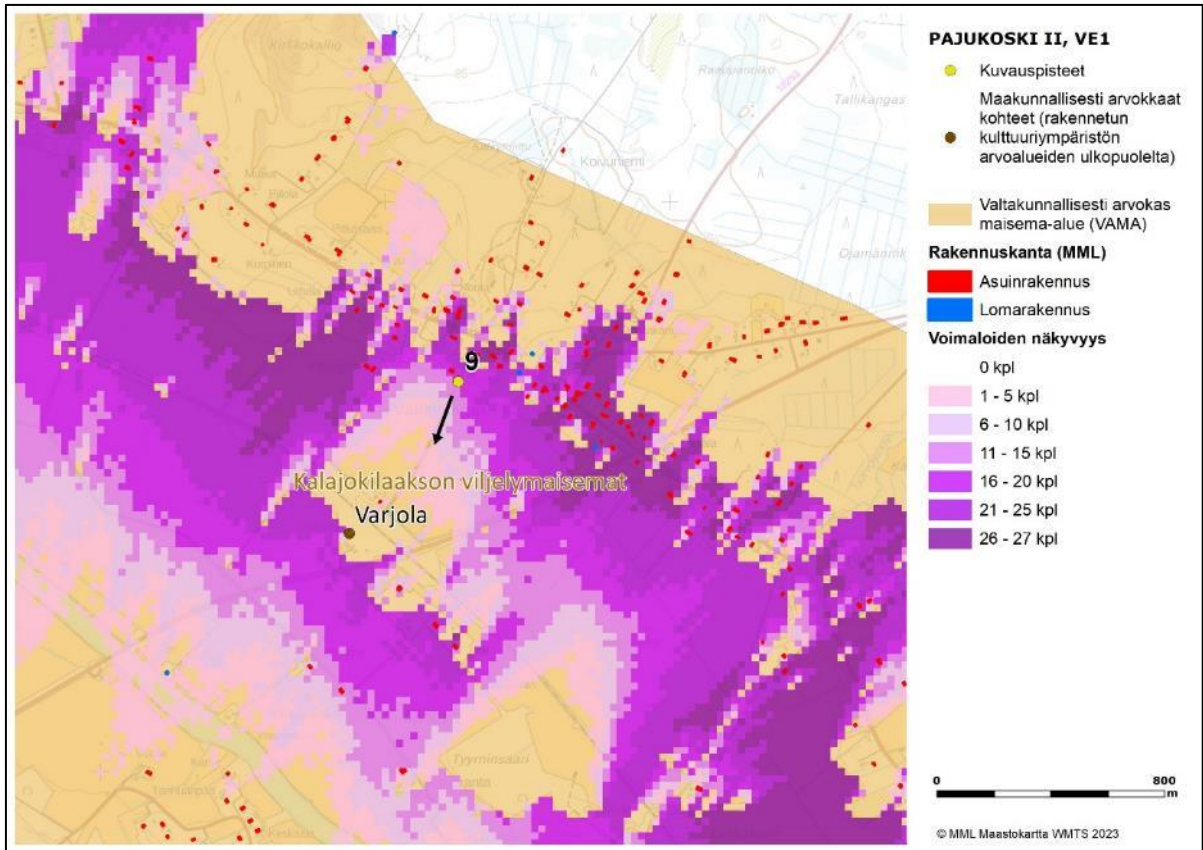 PAJUKOSKI II, VE1
Kuvauspisteet
Maakunnallisesti arvokkaat
kohteet (rakennetun
kulttuuriympäristön
arvoalueiden ulkopuolelta)
Valtakunnallisesti arvokas
maisema-alue (VAMA)
Rakennuskanta (MML)
Asuinrakennus
Lomarakennus
Voimaloiden näkyvyys
0 kpl
1 - 5 kpl
6 - 10 kpl
11 - 15 kpl
16 - 20 kpl
21 - 25 kpl
26 - 27 kpl
0 800
m
© MML Maastokartta WMTS 2023
Tallikangas
Koivuniemi
9
Kalajokilaakson viljelymaisemat
Varjola
Tyyrminsaari